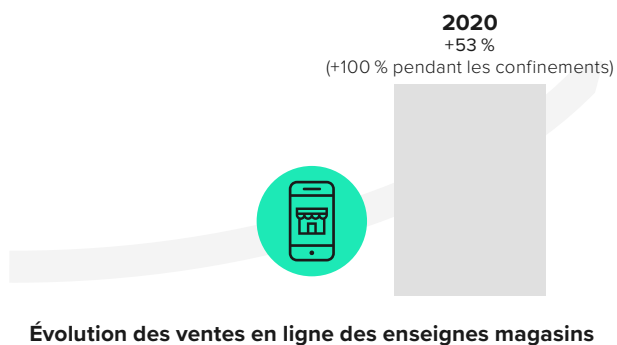 2020
+53 %
(+100 % pendant les confinements)
Évolution des ventes en ligne des enseignes magasins